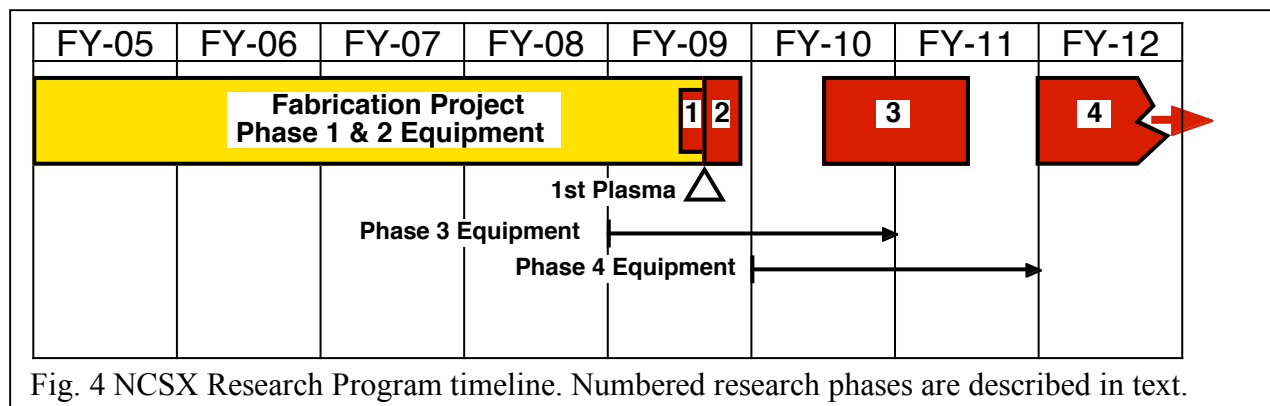 FY-05 FY-06 FY-07 FY-08 FY-09 FY-10 FY-11 FY-12
Fabrication Project
Phase 1 & 2 Equipment
1 2 3 4
1st Plasma
Phase 3 Equipment
Phase 4 Equipment
Fig. 4 NCSX Research Program timeline. Numbered research phases are described in text.